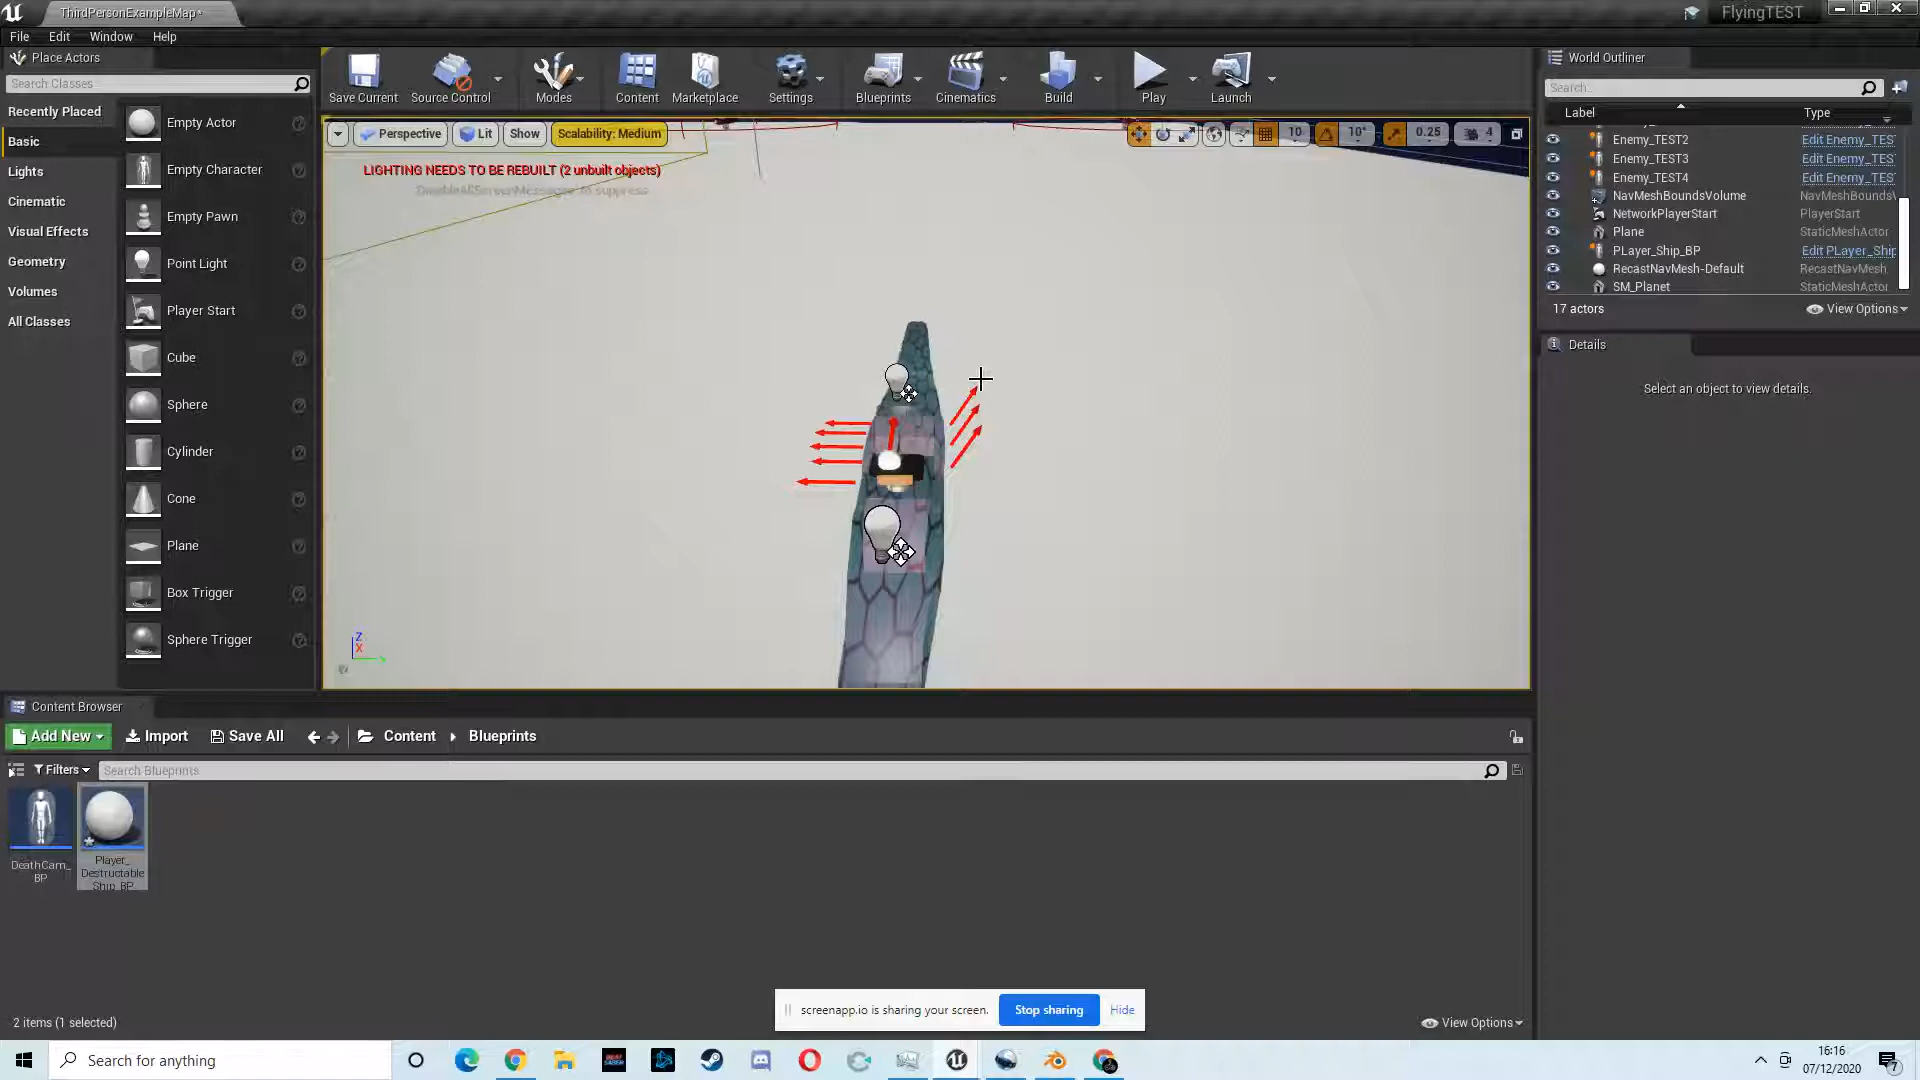 ThirdPersonExampleMap*
FlyingTEST
File Edit Window Help
Place Actors
Search Classes
Recently Placed
Basic
Lights
Cinematic
Visual Effects
Geometry
Volumes
All Classes
Empty Actor
Empty Character
Empty Pawn
Point Light
Player Start
Cube
Sphere
Cylinder
Cone
Plane
Box Trigger
Sphere Trigger
Save Current
Source Control
Modes
Content
Marketplace
Settings
Blueprints
Cinematics
Build
Play
Launch
Perspective
Lit
Show
Scalability: Medium
10
10°
0.25
4
LIGHTING NEEDS TO BE REBUILT (2 unbuilt objects)
'DisableAllScreenMessages' to suppress
Z
X
World Outliner
Search...
Label Type
Enemy_TEST2 Edit Enemy_TES
Enemy_TEST3 Edit Enemy_TES
Enemy_TEST4 Edit Enemy_TES
NavMeshBoundsVolume NavMeshBoundsV
NetworkPlayerStart PlayerStart
Plane StaticMeshActor
PLayer_Ship_BP Edit PLayer_Ship
RecastNavMesh-Default RecastNavMesh
SM_Planet StaticMeshActor
17 actors
View Options
Details
Select an object to view details.
Content Browser
Add New
Import
Save All
Content
Blueprints
Filters
Search Blueprints
DeathCam_
BP
Player_
Destructable
Ship_BP
2 items (1 selected)
View Options
screenapp.io is sharing your screen.
Stop sharing
Hide
Search for anything
16:16
07/12/2020
7